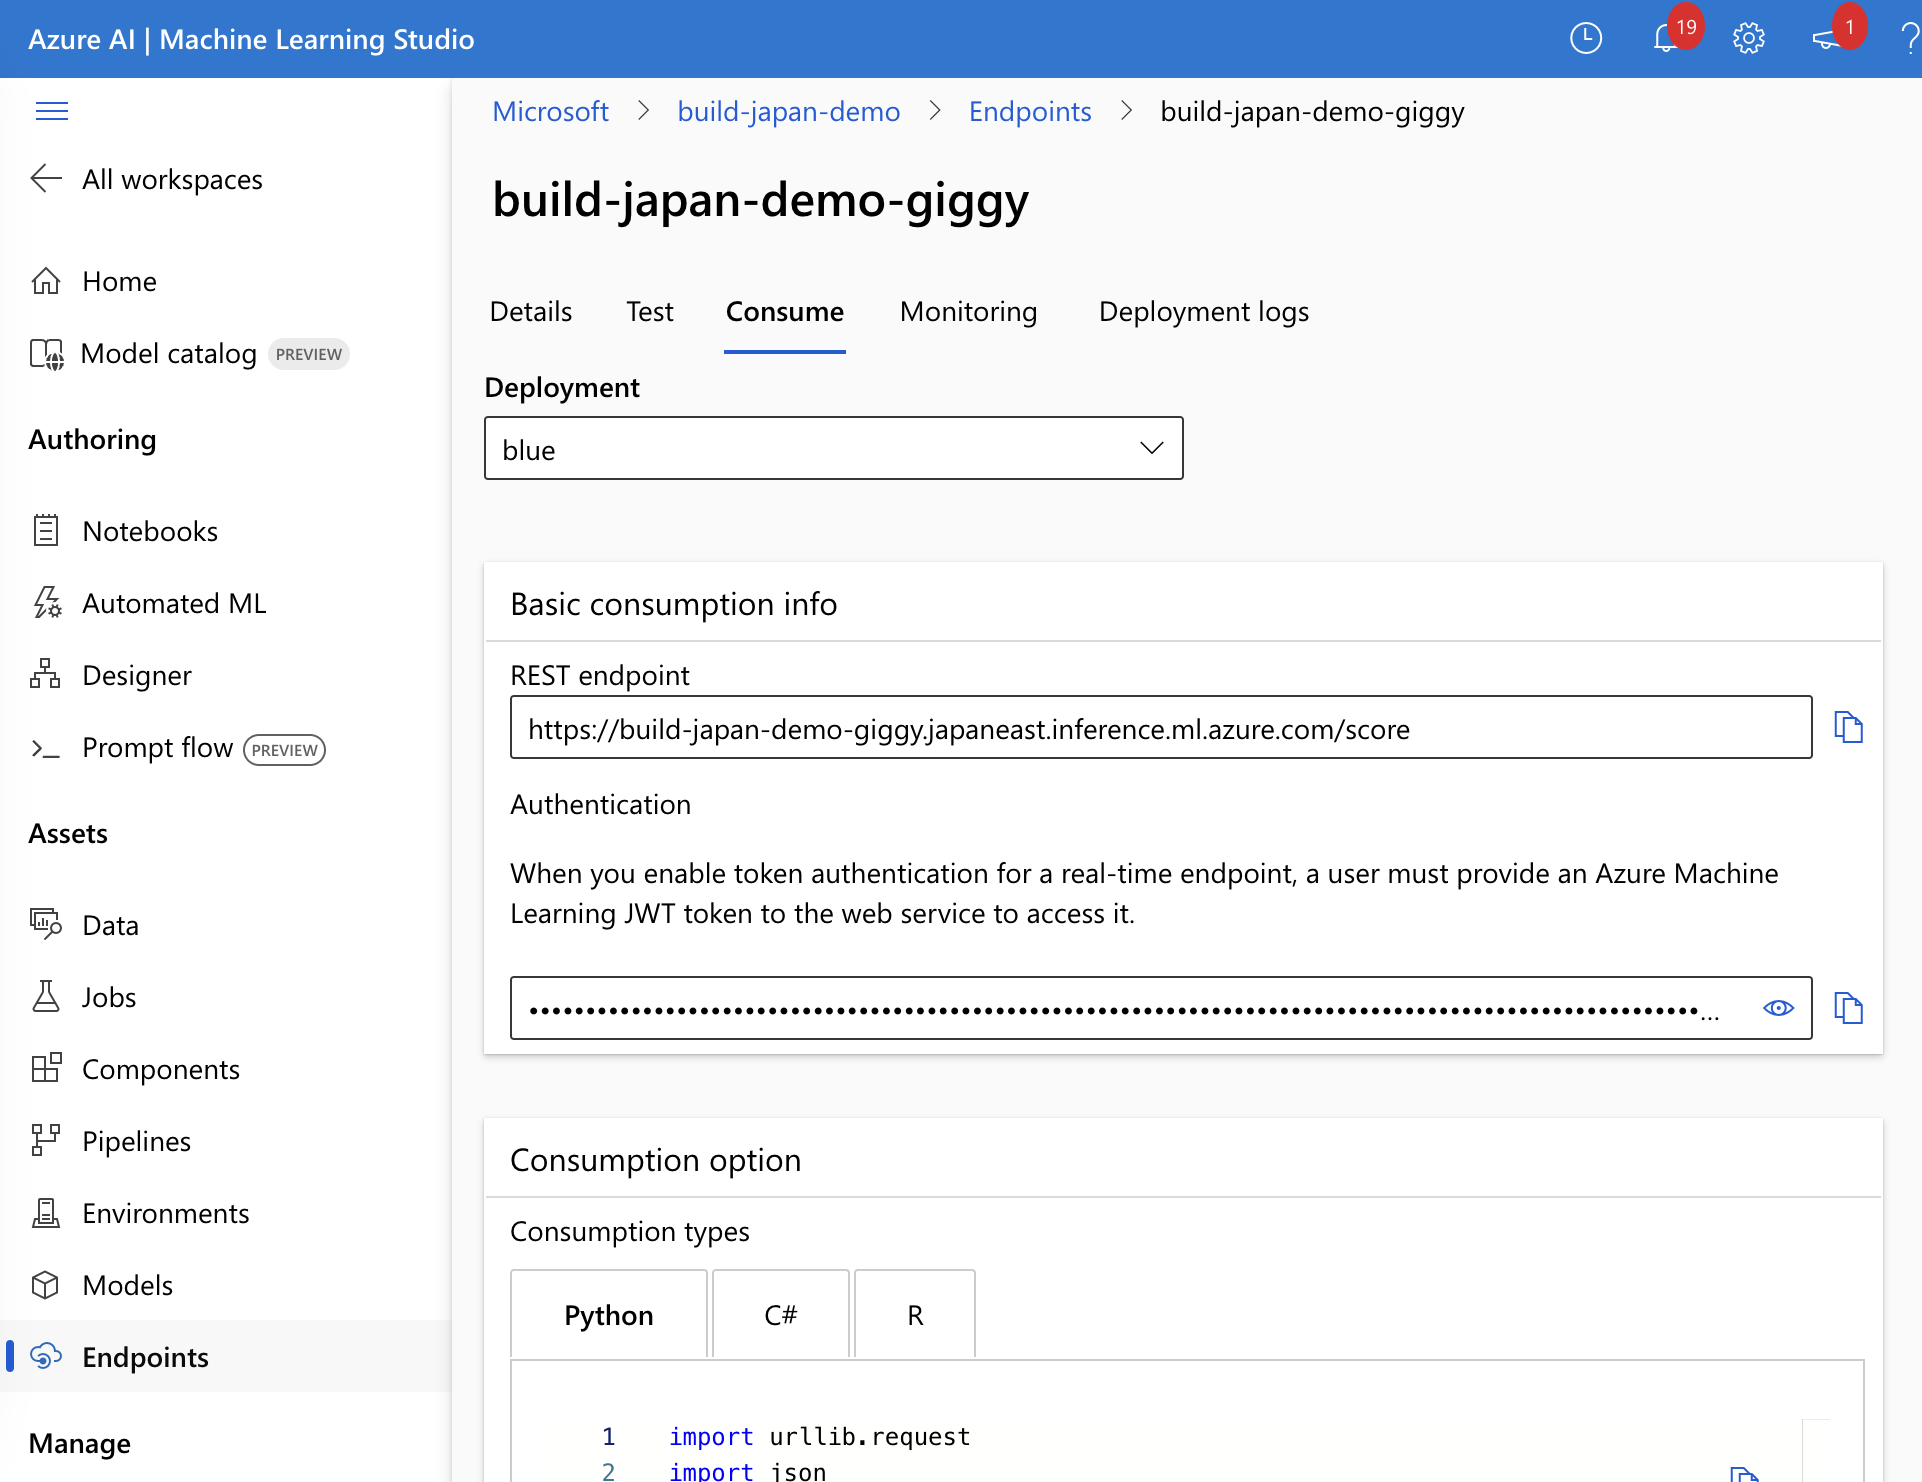 Azure AI | Machine Learning Studio
19
1
?
All workspaces
Home
Model catalog PREVIEW
Authoring
Notebooks
Automated ML
Designer
Prompt flow PREVIEW
Assets
Data
Jobs
Components
Pipelines
Environments
Models
Endpoints
Manage
Microsoft > build-japan-demo > Endpoints > build-japan-demo-giggy
build-japan-demo-giggy
Details Test Consume Monitoring Deployment logs
Deployment
blue
Basic consumption info
REST endpoint
https://build-japan-demo-giggy.japaneast.inference.ml.azure.com/score
Authentication
When you enable token authentication for a real-time endpoint, a user must provide an Azure Machine
Learning JWT token to the web service to access it.
Consumption option
Consumption types
Python C# R
1 import urllib.request
2 import json